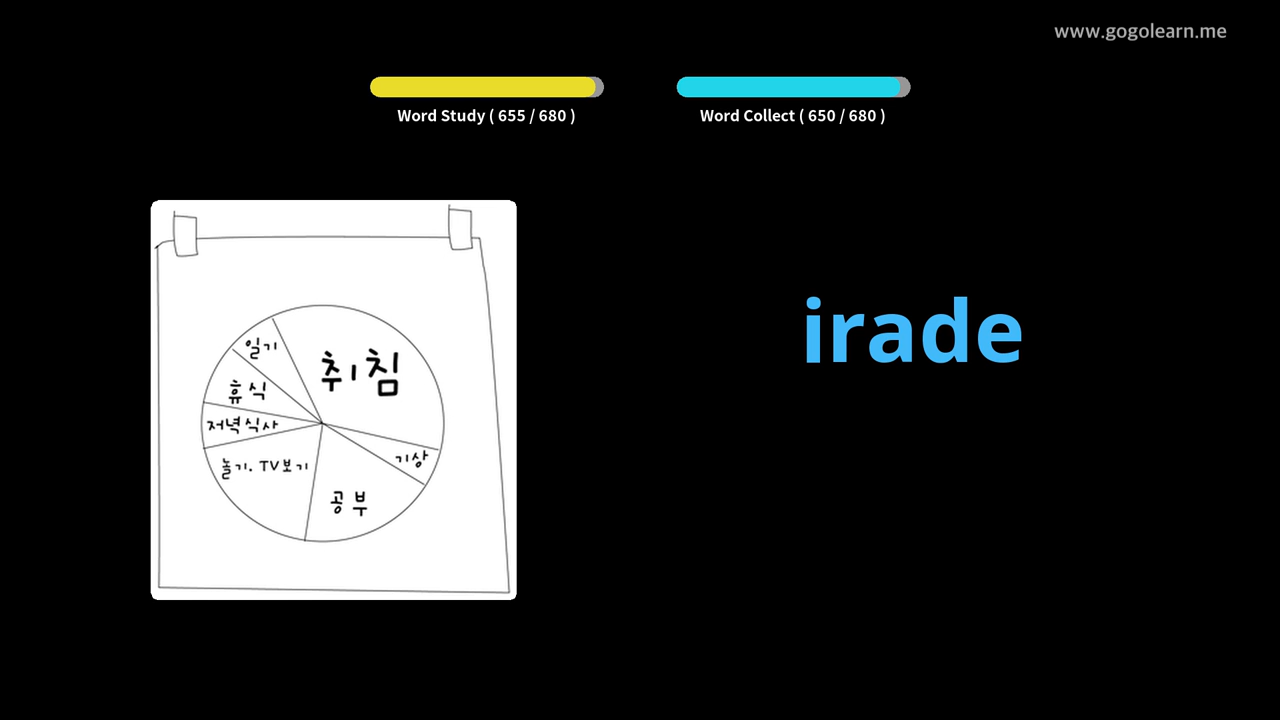 www.gogolearn.me
Word Study ( 655 / 680 )
Word Collect ( 650 / 680 )
일기
취침
휴식
저녁식사
놀기. TV보기
기상
공부
irade